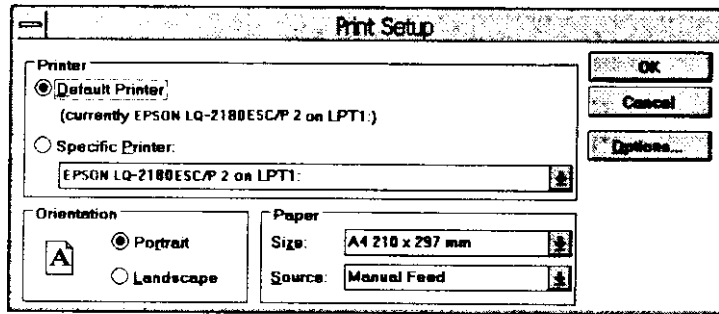 Print Setup
Printer
Default Printer
(currently EPSON LQ-2180ESC/P 2 on LPT1:)
Specific Printer:
EPSON LQ-2180ESC/P 2 on LPT1:
OK
Cancel
Options...
Orientation
A
Portrait
Landscape
Paper
Size: A4 210 x 297 mm
Source: Manual Feed